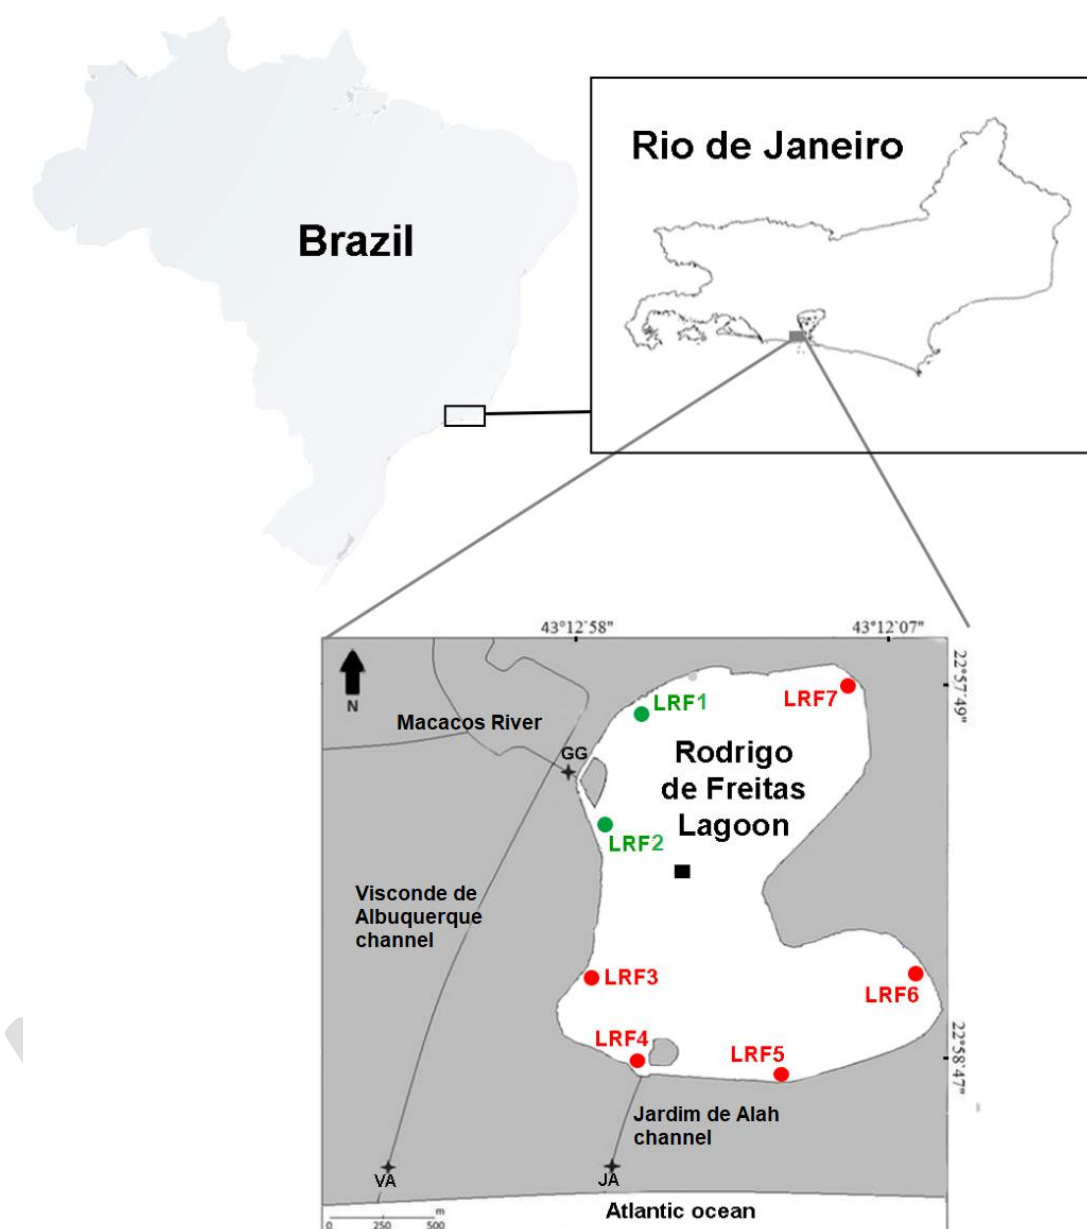 Rio de Janeiro
Brazil
43°12`58"
43°12`07"
22°57`49"
N
LRF1
LRF7
Macacos River
GG
Rodrigo
de Freitas
Lagoon
LRF2
Visconde de
Albuquerque
channel
LRF3
LRF6
LRF4
LRF5
22°58`47"
Jardim de Alah
channel
VA
JA
Atlantic ocean
m
0 250 500